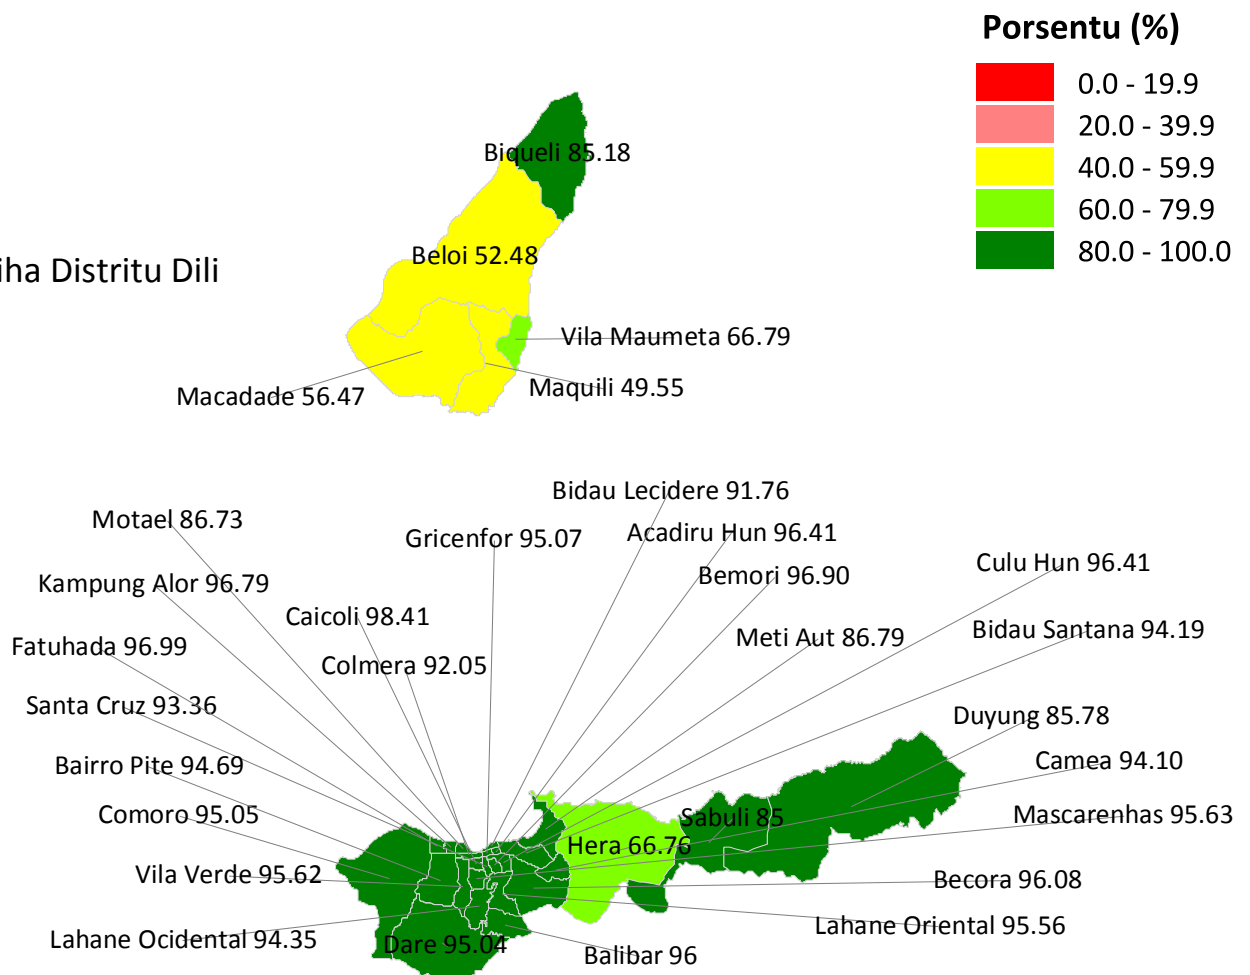 Porsentu (%)
0.0 - 19.9
20.0 - 39.9
40.0 - 59.9
60.0 - 79.9
80.0 - 100.0
Biqueli 85.18
Beloi 52.48
iha Distritu Dili
Vila Maumeta 66.79
Maquili 49.55
Macadade 56.47
Bidau Lecidere 91.76
Motael 86.73
Gricenfor 95.07
Acadiru Hun 96.41
Culu Hun 96.41
Kampung Alor 96.79
Bemori 96.90
Caicoli 98.41
Meti Aut 86.79
Bidau Santana 94.19
Fatuhada 96.99
Colmera 92.05
Santa Cruz 93.36
Duyung 85.78
Bairro Pite 94.69
Camea 94.10
Comoro 95.05
Sabuli 85
Mascarenhas 95.63
Hera 66.76
Vila Verde 95.62
Becora 96.08
Lahane Oriental 95.56
Lahane Ocidental 94.35
Dare 95.04
Balibar 96